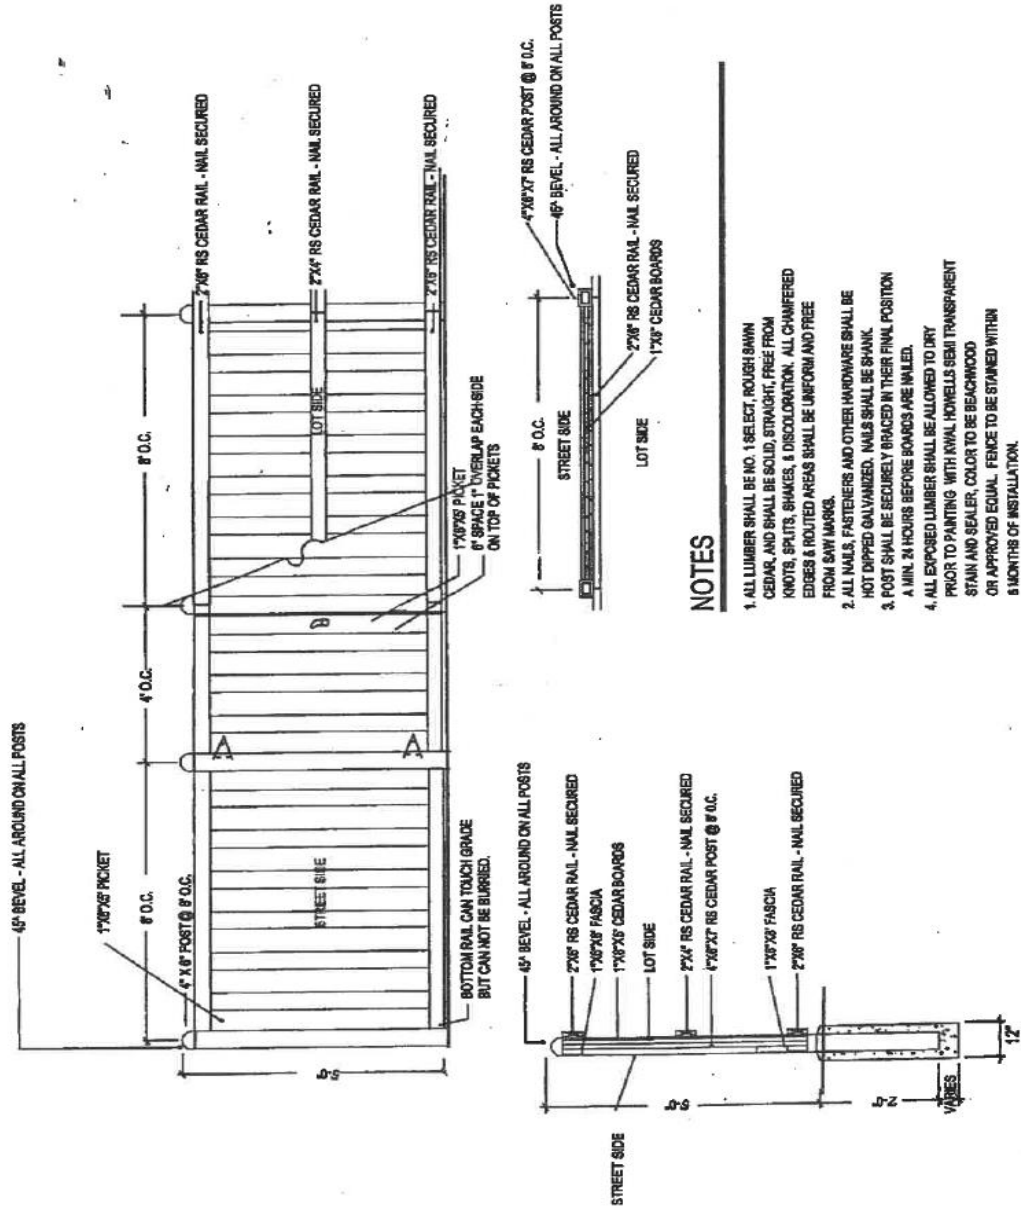 45^ BEVEL - ALL AROUND ON ALL POSTS
1"X6"X5' PICKET
4" X 6" POST @ 8' O.C.
8' O.C.
4' O.C.
8' O.C.
2"X6" RS CEDAR RAIL - NAIL SECURED
2"X4" RS CEDAR RAIL - NAIL SECURED
2"X6" RS CEDAR RAIL - NAIL SECURED
STREET SIDE
LOT SIDE
5'-0"
A
A
1"X6"X5' PICKET
6" SPACE 1" OVERLAP EACH SIDE
ON TOP OF PICKETS
BOTTOM RAIL CAN TOUCH GRADE
BUT CAN NOT BE BURRIED.
45^ BEVEL - ALL AROUND ON ALL POSTS
2"X6" RS CEDAR RAIL - NAIL SECURED
1"X6"X8' FASCIA
1"X6"X5' CEDAR BOARDS
LOT SIDE
2"X4" RS CEDAR RAIL - NAIL SECURED
4"X6"X7' RS CEDAR POST @ 8' O.C.
1"X6"X8' FASCIA
2"X6" RS CEDAR RAIL - NAIL SECURED
STREET SIDE
5'-0"
2'-0"
VARIES
12"
4"X6"X7' RS CEDAR POST @ 8' O.C.
45^ BEVEL - ALL AROUND ON ALL POSTS
8' O.C.
STREET SIDE
2"X6" RS CEDAR RAIL - NAIL SECURED
1"X6" CEDAR BOARDS
LOT SIDE
NOTES
1. ALL LUMBER SHALL BE NO. 1 SELECT, ROUGH SAWN
CEDAR, AND SHALL BE SOLID, STRAIGHT, FREE FROM
KNOTS, SPLITS, SHAKES, & DISCOLORATION. ALL CHAMFERED
EDGES & ROUTED AREAS SHALL BE UNIFORM AND FREE
FROM SAW MARKS.
2. ALL NAILS, FASTENERS AND OTHER HARDWARE SHALL BE
HOT DIPPED GALVANIZED. NAILS SHALL BE SHANK.
3. POST SHALL BE SECURELY BRACED IN THEIR FINAL POSITION
A MIN. 24 HOURS BEFORE BOARDS ARE NAILED.
4. ALL EXPOSED LUMBER SHALL BE ALLOWED TO DRY
PRIOR TO PAINTING WITH KWAL HOWELLS SEMI TRANSPARENT
STAIN AND SEALER, COLOR TO BE BEACHWOOD
OR APPROVED EQUAL. FENCE TO BE STAINED WITHIN
6 MONTHS OF INSTALLATION.